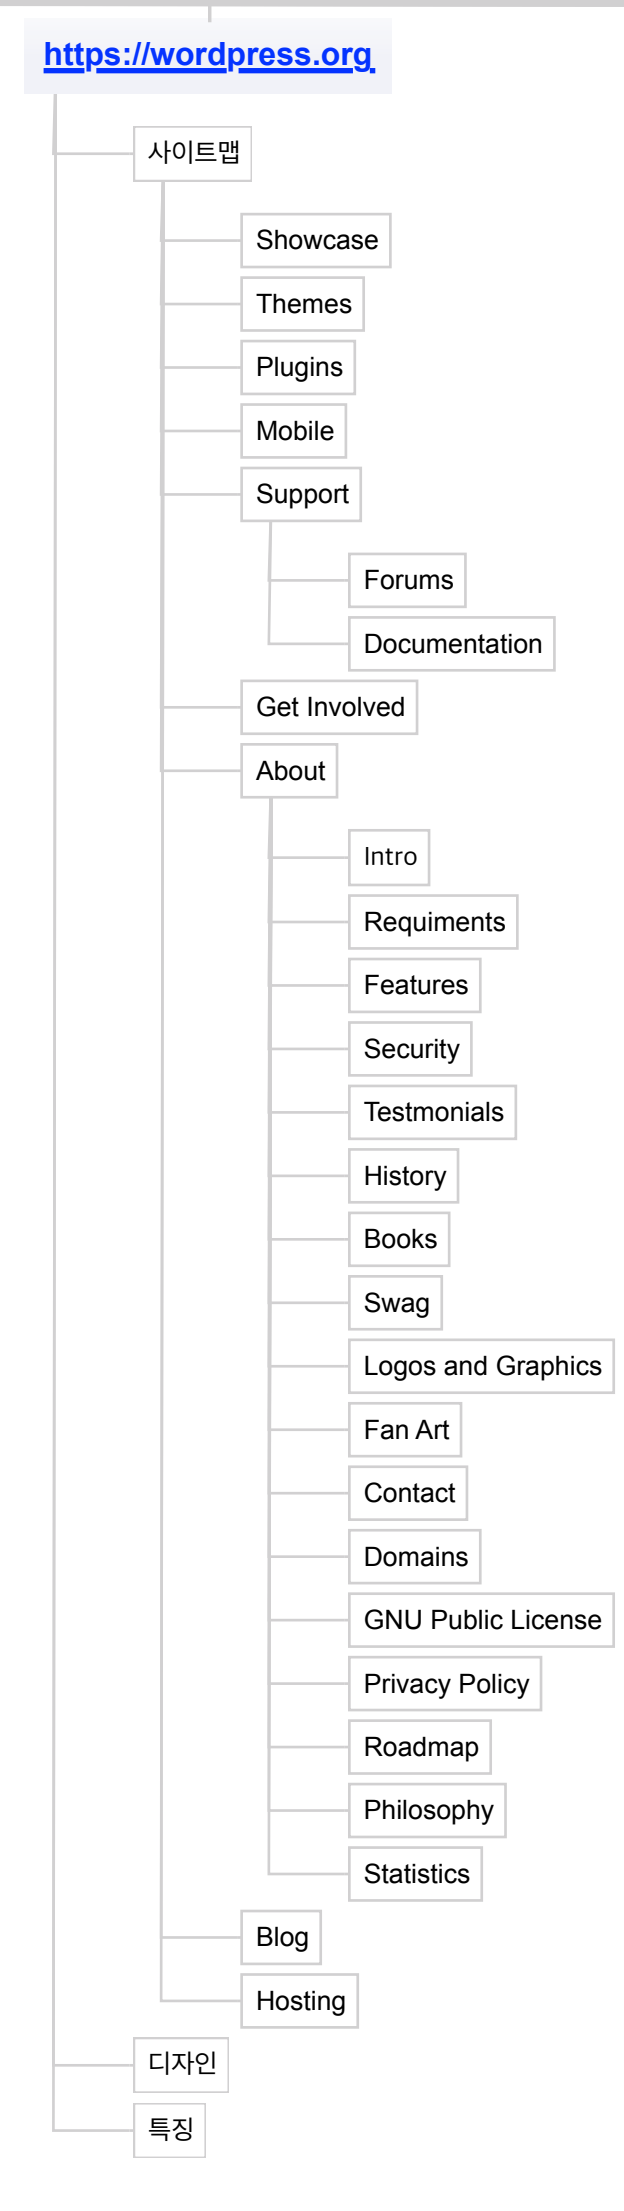 https://wordpress.org
사이트맵
Showcase
Themes
Plugins
Mobile
Support
Forums
Documentation
Get Involved
About
Intro
Requiments
Features
Security
Testmonials
History
Books
Swag
Logos and Graphics
Fan Art
Contact
Domains
GNU Public License
Privacy Policy
Roadmap
Philosophy
Statistics
Blog
Hosting
디자인
특징